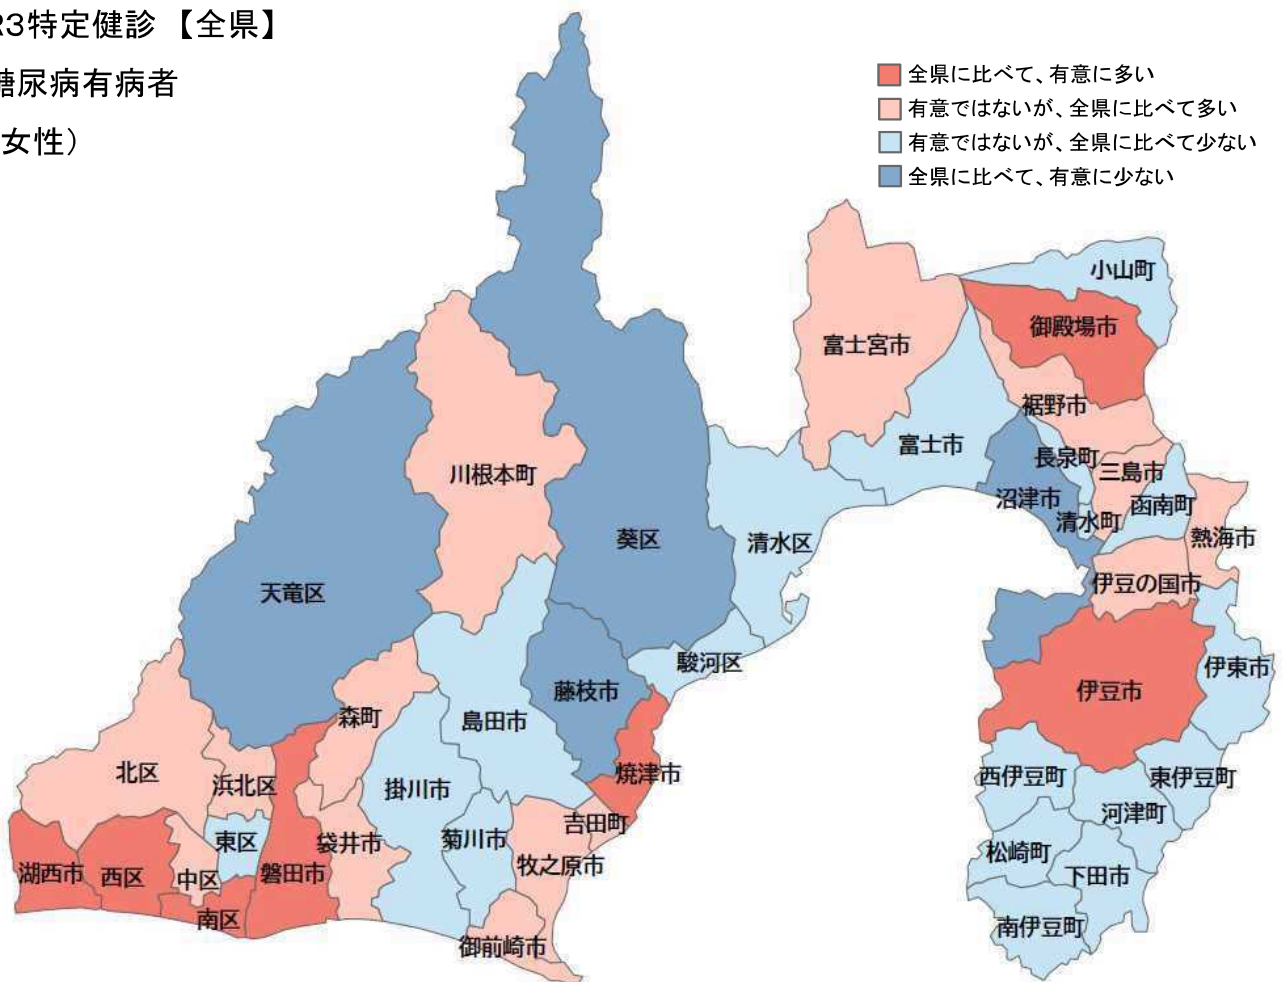 R3特定健診 【全県】
糖尿病有病者
女性）
全県に比べて、有意に多い
有意ではないが、全県に比べて多い
有意ではないが、全県に比べて少ない
全県に比べて、有意に少ない
小山町
御殿場市
富士宮市
裾野市
富士市
長泉町
三島市
川根本町
沼津市
函南町
清水町
葵区
清水区
熱海市
伊豆の国市
天竜区
駿河区
伊東市
藤枝市
伊豆市
森町
島田市
焼津市
北区
浜北区
西伊豆町
東伊豆町
掛川市
河津町
吉田町
東区
袋井市
菊川市
松崎町
牧之原市
湖西市
西区
中区
磐田市
下田市
南区
南伊豆町
御前崎市